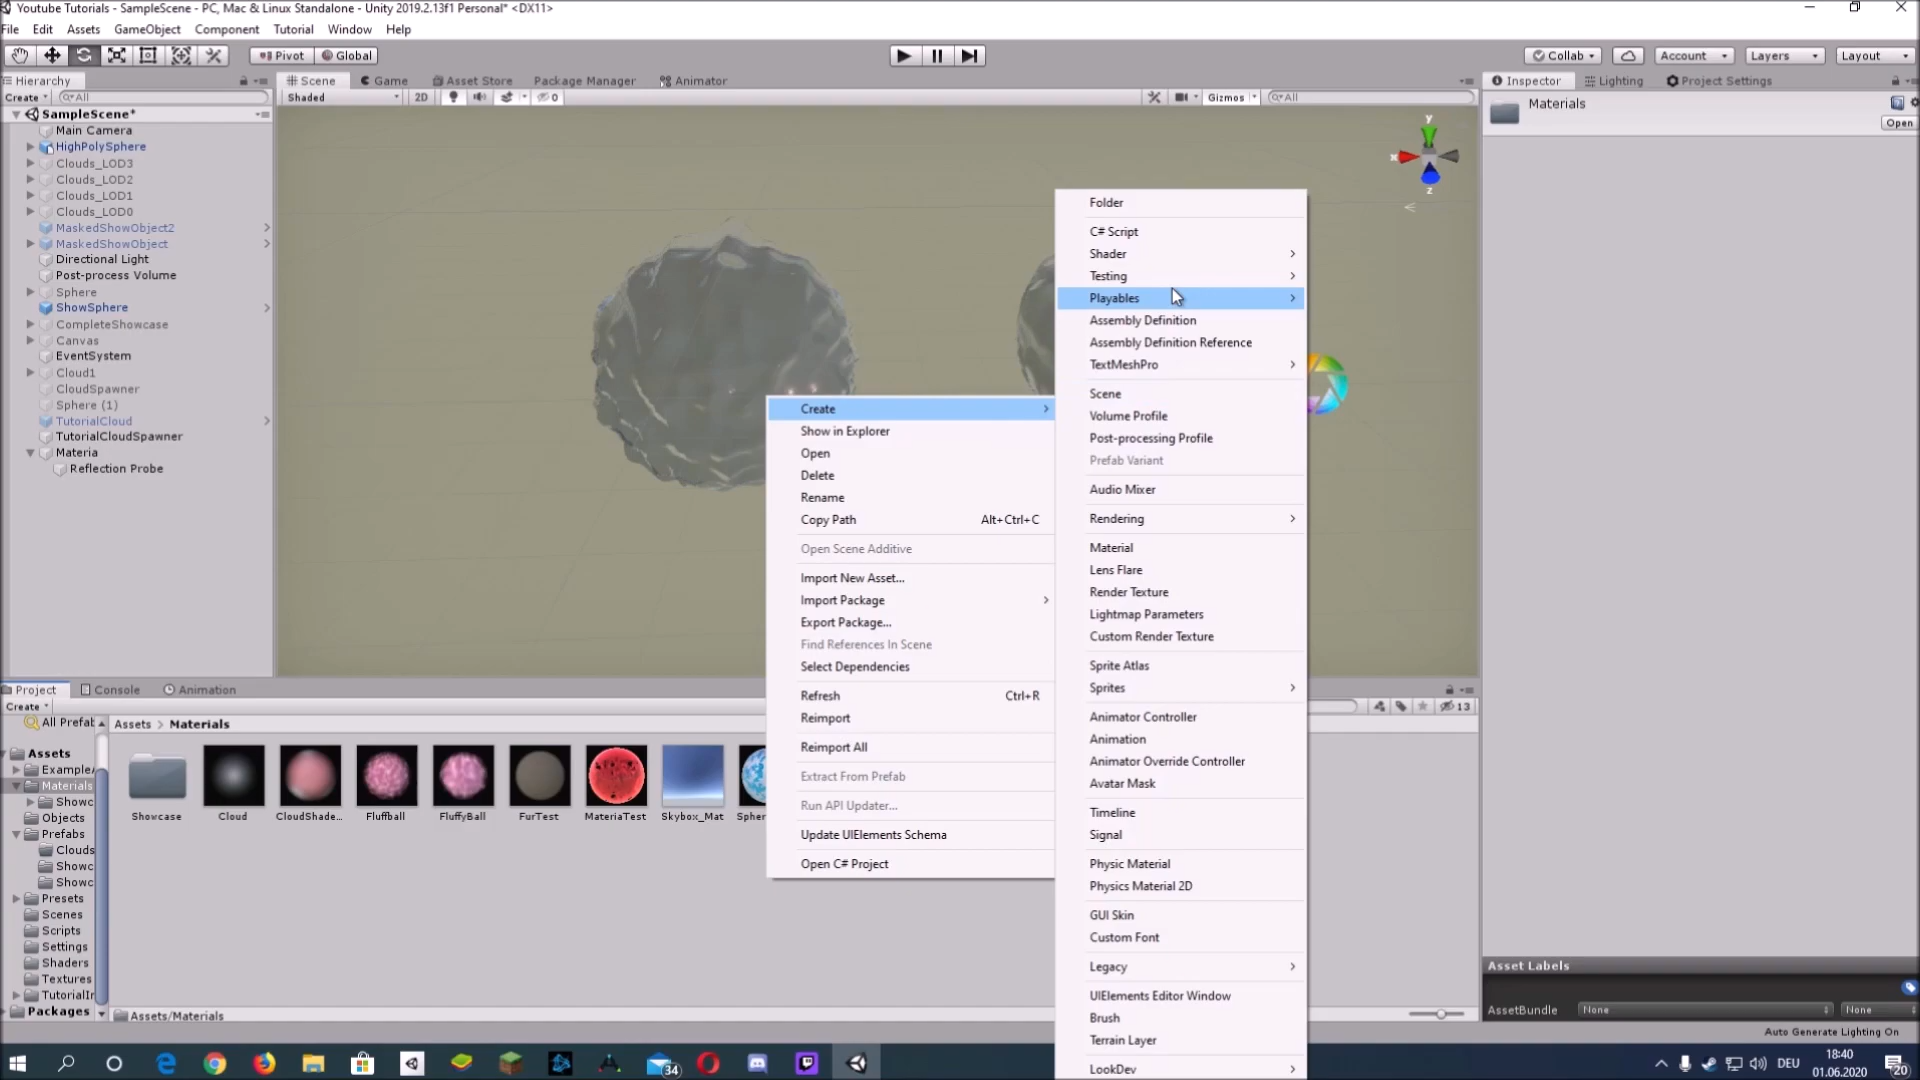 Youtube Tutorials - SampleScene - PC, Mac & Linux Standalone - Unity 2019.2.13f1 Personal* <DX11>
File Edit Assets GameObject Component Tutorial Window Help
Pivot Global Collab Account Layers Layout
Hierarchy
Create All
SampleScene*
Main Camera
HighPolySphere
Clouds_LOD3
Clouds_LOD2
Clouds_LOD1
Clouds_LOD0
MaskedShowObject2
MaskedShowObject
Directional Light
Post-process Volume
Sphere
ShowSphere
CompleteShowcase
Canvas
EventSystem
Cloud1
CloudSpawner
Sphere (1)
TutorialCloud
TutorialCloudSpawner
Materia
Reflection Probe
Scene Game Asset Store Package Manager Animator
Shaded 2D 0 Gizmos All
y
x
z
Create
Show in Explorer
Open
Delete
Rename
Copy Path Alt+Ctrl+C
Open Scene Additive
Import New Asset...
Import Package
Export Package...
Find References In Scene
Select Dependencies
Refresh Ctrl+R
Reimport
Reimport All
Extract From Prefab
Run API Updater...
Update UIElements Schema
Open C# Project
Folder
C# Script
Shader
Testing
Playables
Assembly Definition
Assembly Definition Reference
TextMeshPro
Scene
Volume Profile
Post-processing Profile
Prefab Variant
Audio Mixer
Rendering
Material
Lens Flare
Render Texture
Lightmap Parameters
Custom Render Texture
Sprite Atlas
Sprites
Animator Controller
Animation
Animator Override Controller
Avatar Mask
Timeline
Signal
Physic Material
Physics Material 2D
GUI Skin
Custom Font
Legacy
UIElements Editor Window
Brush
Terrain Layer
LookDev
Inspector Lighting Project Settings
Materials
Open
Asset Labels
AssetBundle None None
Auto Generate Lighting On
Project Console Animation
Create
13
All Prefab
Assets
Example
Materials
Showc
Objects
Prefabs
Clouds
Showc
Showc
Presets
Scenes
Scripts
Settings
Shaders
Textures
TutorialIn
Packages
Assets > Materials
Showcase Cloud CloudShade... Fluffball FluffyBall FurTest MateriaTest Skybox_Mat Spher
Assets/Materials
34
DEU
18:40
01.06.2020
20